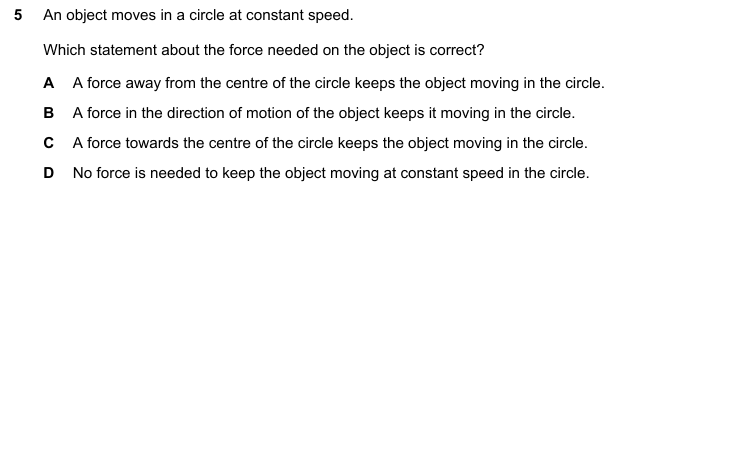 5 An object moves in a circle at constant speed.
Which statement about the force needed on the object is correct?
A A force away from the centre of the circle keeps the object moving in the circle.
B A force in the direction of motion of the object keeps it moving in the circle.
C A force towards the centre of the circle keeps the object moving in the circle.
D No force is needed to keep the object moving at constant speed in the circle.